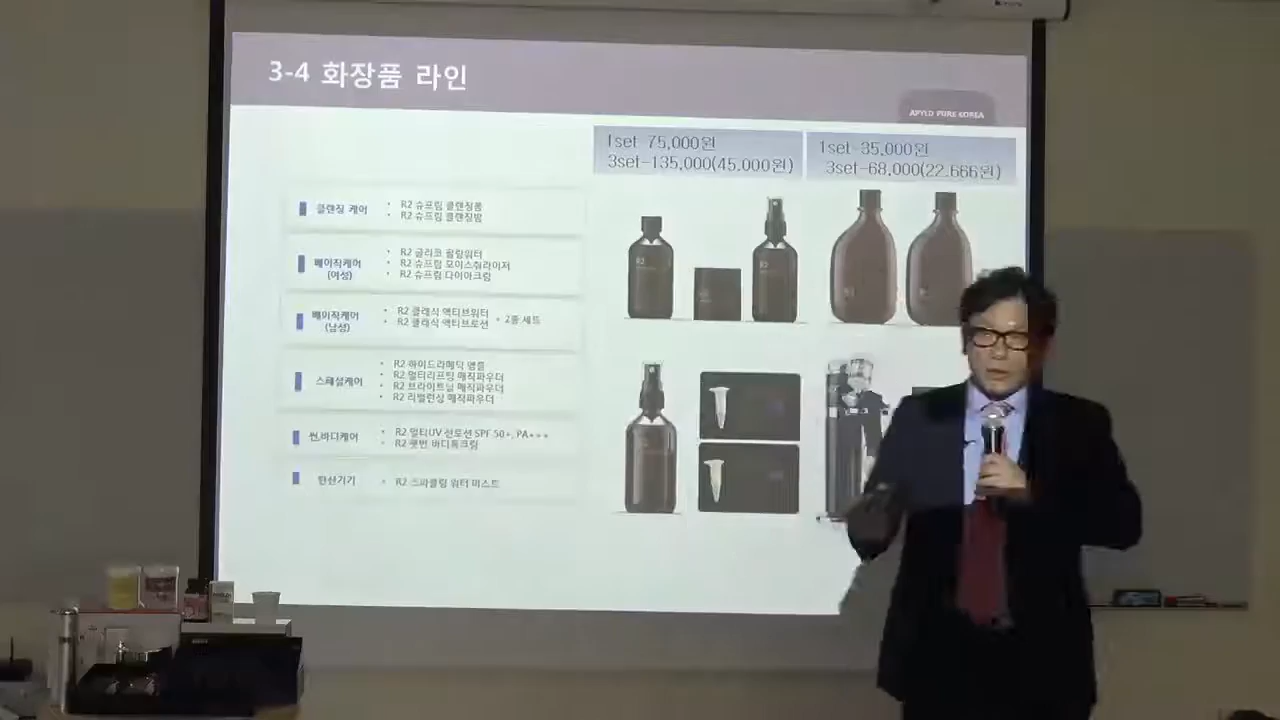 3-4 화장품 라인
APYLD PURE KOREA
1set-75,000원
3set-135,000(45.000원)
1set-35,000원
3set-68,000(22.666원)
클렌징 케어
R2 슈프림 클렌징폼
R2 슈프림 클렌징밤
베이직케어
(여성)
R2 글리코 필링워터
R2 슈프림 모이스춰라이저
R2 슈프림 다이아크림
베이직케어
(남성)
R2 클래식 액티브워터
R2 클래식 액티브로션
2종 세트
스페셜케어
R2 하이드라메딕 앰플
R2 멀티리프팅 매직파우더
R2 브라이트닝 매직파우더
R2 리밸런싱 매직파우더
썬,바디케어
R2 멀티UV 선로션 SPF 50+, PA+++
R2 핫번 바디톡크림
탄산기기
R2 스파클링 워터 미스트